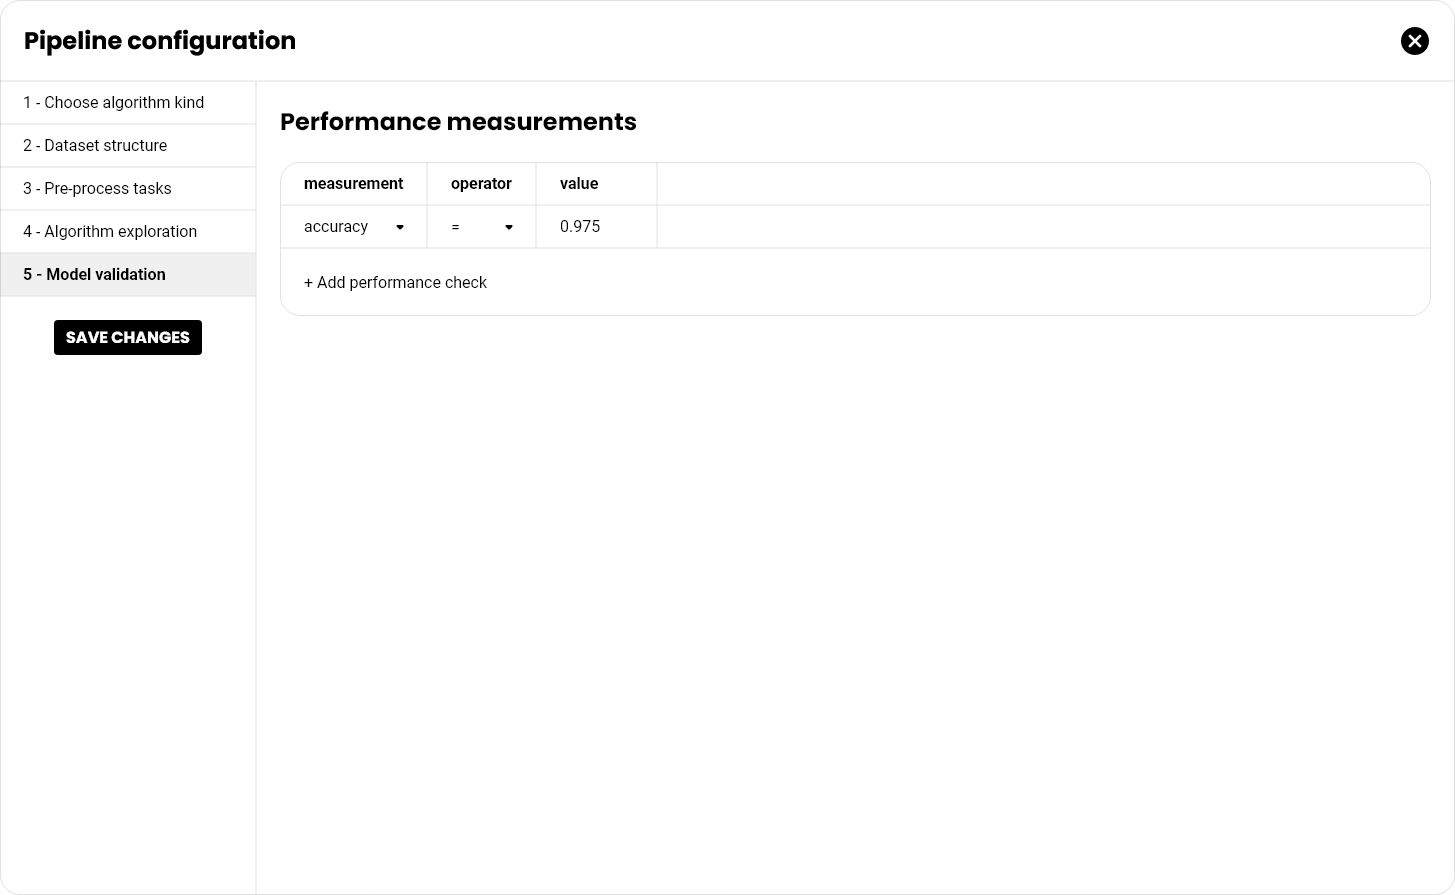 Pipeline configuration
1 - Choose algorithm kind
2 - Dataset structure
3 - Pre-process tasks
4 - Algorithm exploration
5 - Model validation
SAVE CHANGES
Performance measurements
measurement operator value
accuracy = 0.975
+ Add performance check